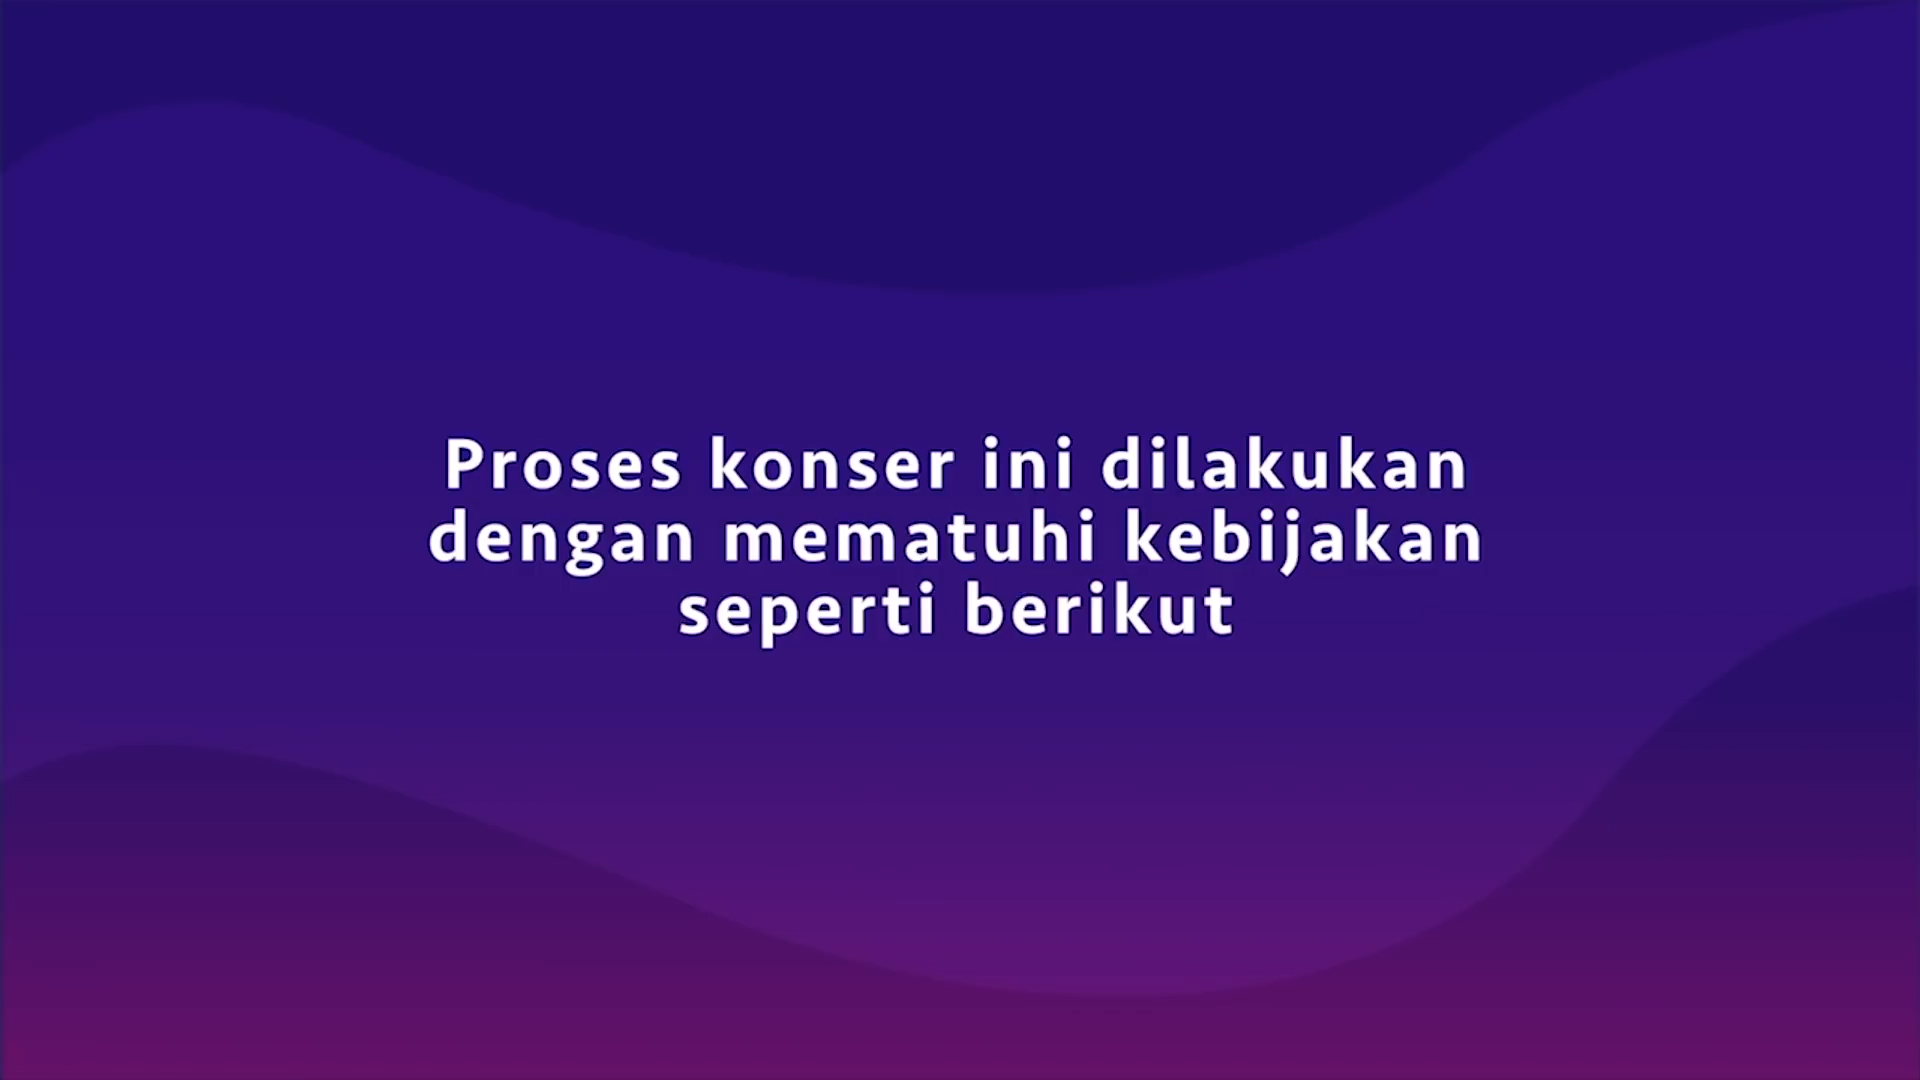 Proses konser ini dilakukan
dengan mematuhi kebijakan
seperti berikut